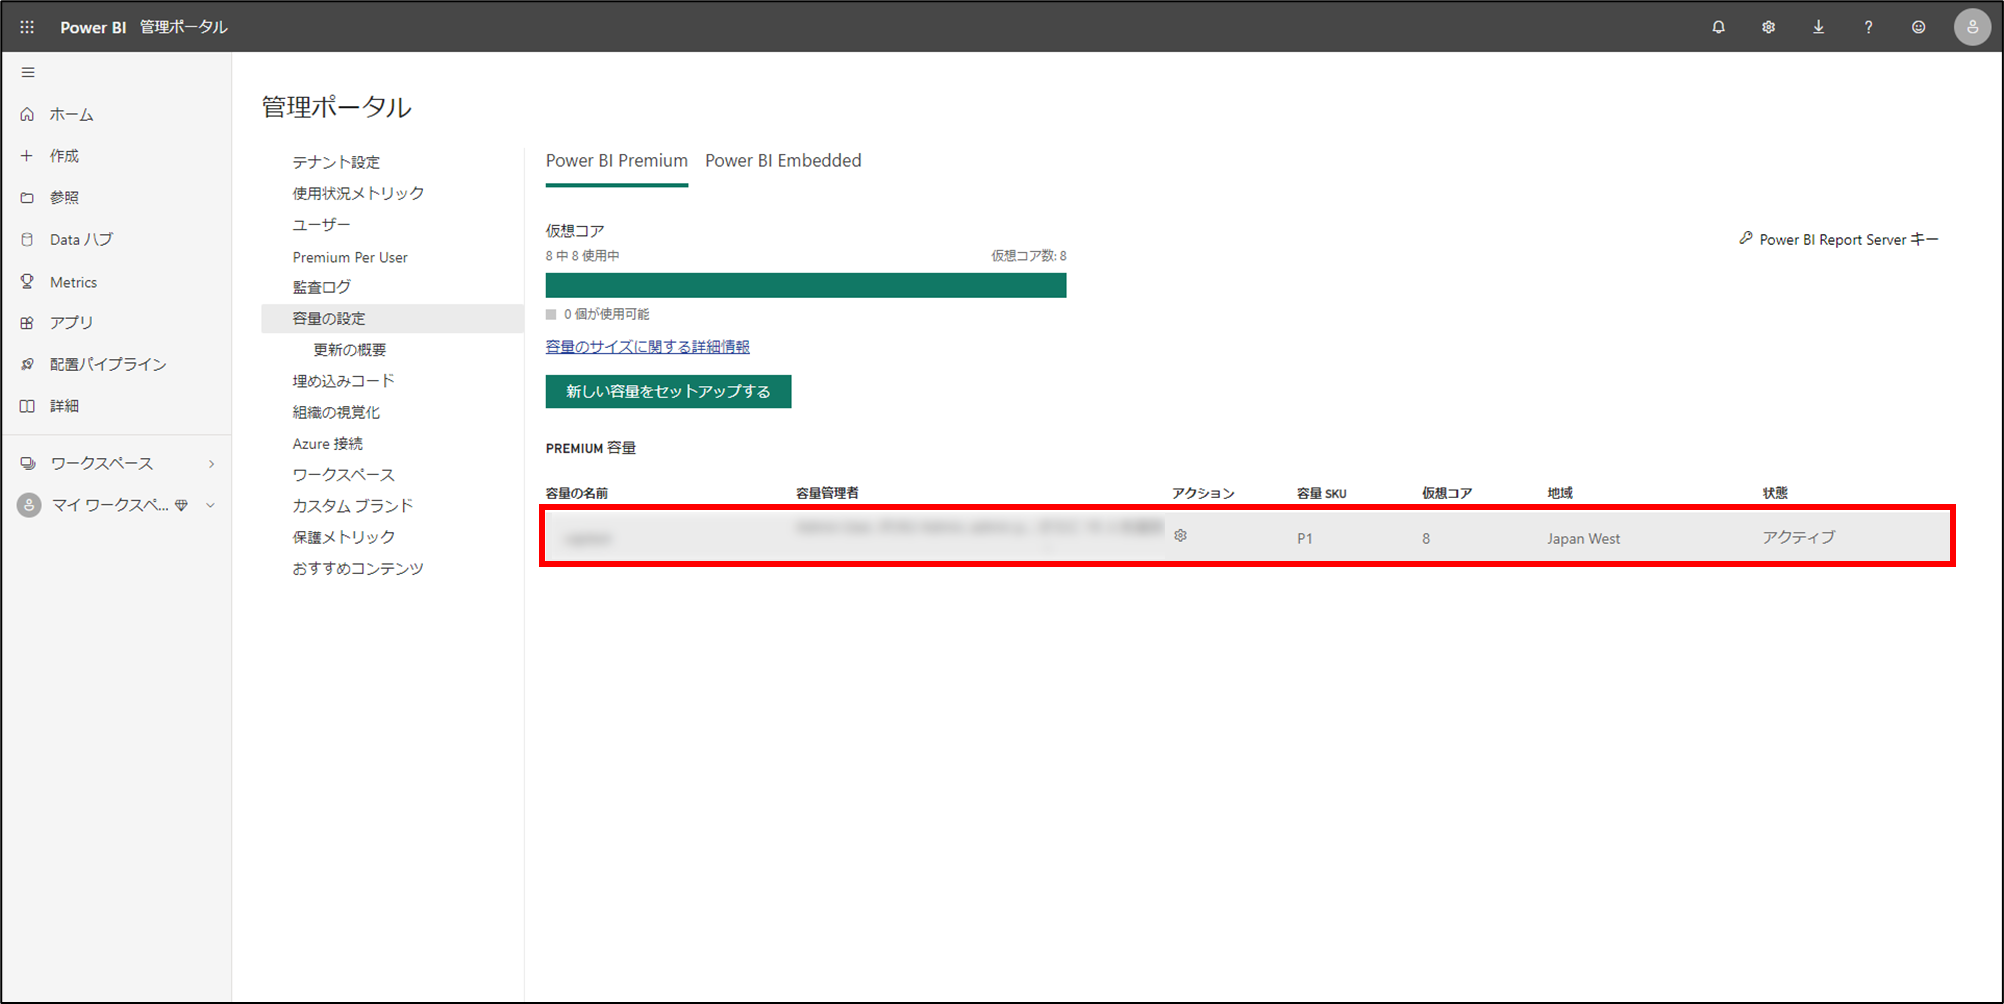 Power BI 管理ポータル
ホーム
作成
参照
Data ハブ
Metrics
アプリ
配置パイプライン
詳細
ワークスペース
マイ ワークスペ...
管理ポータル
テナント設定
使用状況メトリック
ユーザー
Premium Per User
監査ログ
容量の設定
更新の概要
埋め込みコード
組織の視覚化
Azure 接続
ワークスペース
カスタム ブランド
保護メトリック
おすすめコンテンツ
Power BI Premium Power BI Embedded
仮想コア
8 中 8 使用中 仮想コア数: 8
0 個が使用可能
容量のサイズに関する詳細情報
新しい容量をセットアップする
Power BI Report Server キー
PREMIUM 容量
容量の名前 容量管理者 アクション 容量 SKU 仮想コア 地域 状態
P1 8 Japan West アクティブ